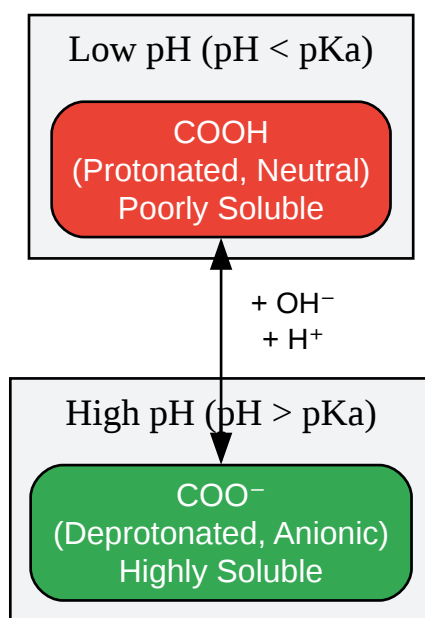 Low pH (pH < pKa)
COOH
(Protonated, Neutral)
Poorly Soluble
+ OH⁻
+ H⁺
High pH (pH > pKa)
COO⁻
(Deprotonated, Anionic)
Highly Soluble